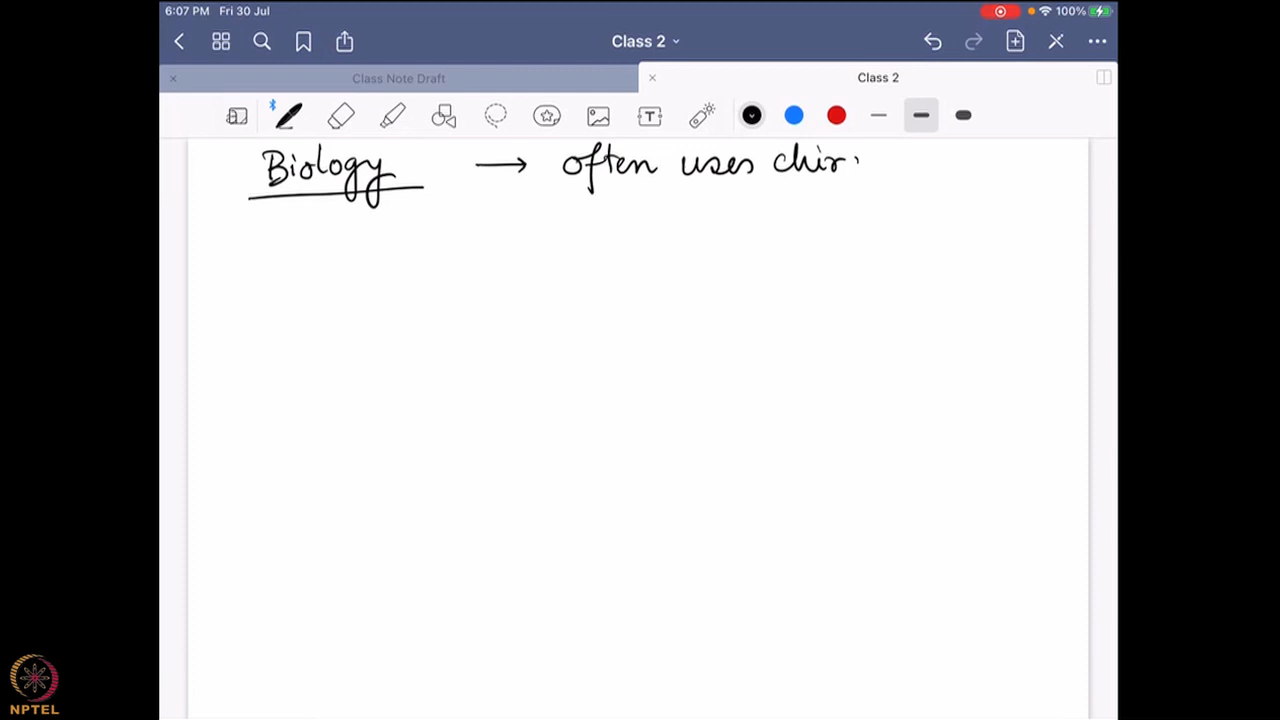 6:07 PM Fri 30 Jul 100%
Class 2
Class Note Draft Class 2
Biology → often uses chir
NPTEL